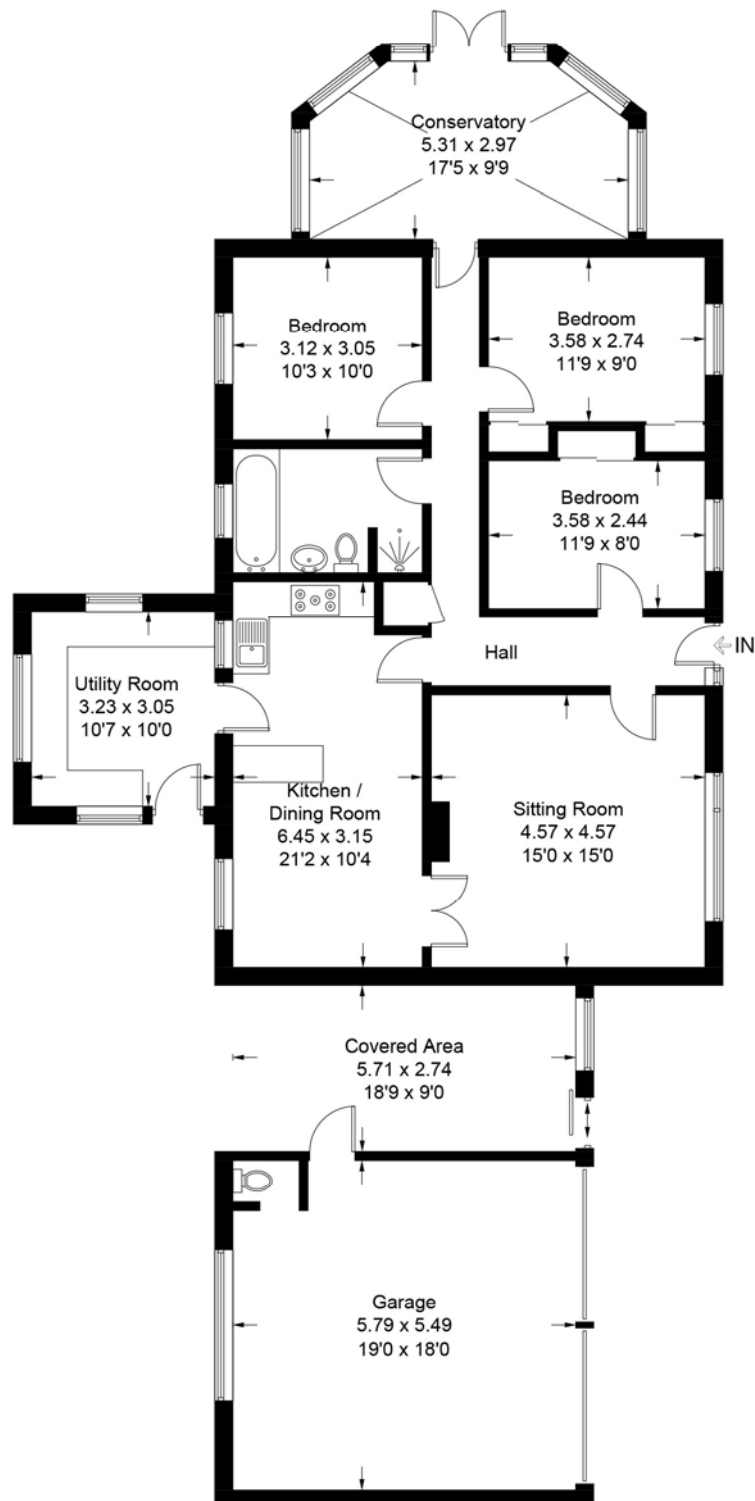 Conservatory
5.31 x 2.97
17'5 x 9'9
Bedroom
3.12 x 3.05
10'3 x 10'0
Bedroom
3.58 x 2.74
11'9 x 9'0
Bedroom
3.58 x 2.44
11'9 x 8'0
Hall
IN
Utility Room
3.23 x 3.05
10'7 x 10'0
Kitchen /
Dining Room
6.45 x 3.15
21'2 x 10'4
Sitting Room
4.57 x 4.57
15'0 x 15'0
Covered Area
5.71 x 2.74
18'9 x 9'0
Garage
5.79 x 5.49
19'0 x 18'0